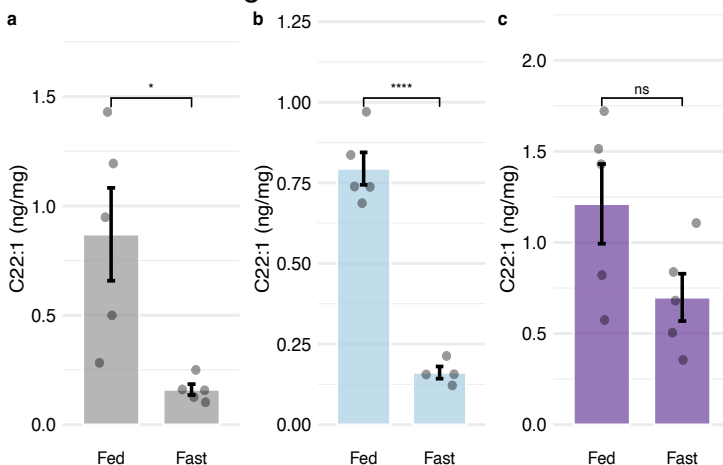 a
C22:1 (ng/mg)
1.5
1.0
0.5
0.0
*
Fed
Fast
b
C22:1 (ng/mg)
1.25
1.00
0.75
0.50
0.25
0.00
****
Fed
Fast
c
C22:1 (ng/mg)
2.0
1.5
1.0
0.5
0.0
ns
Fed
Fast